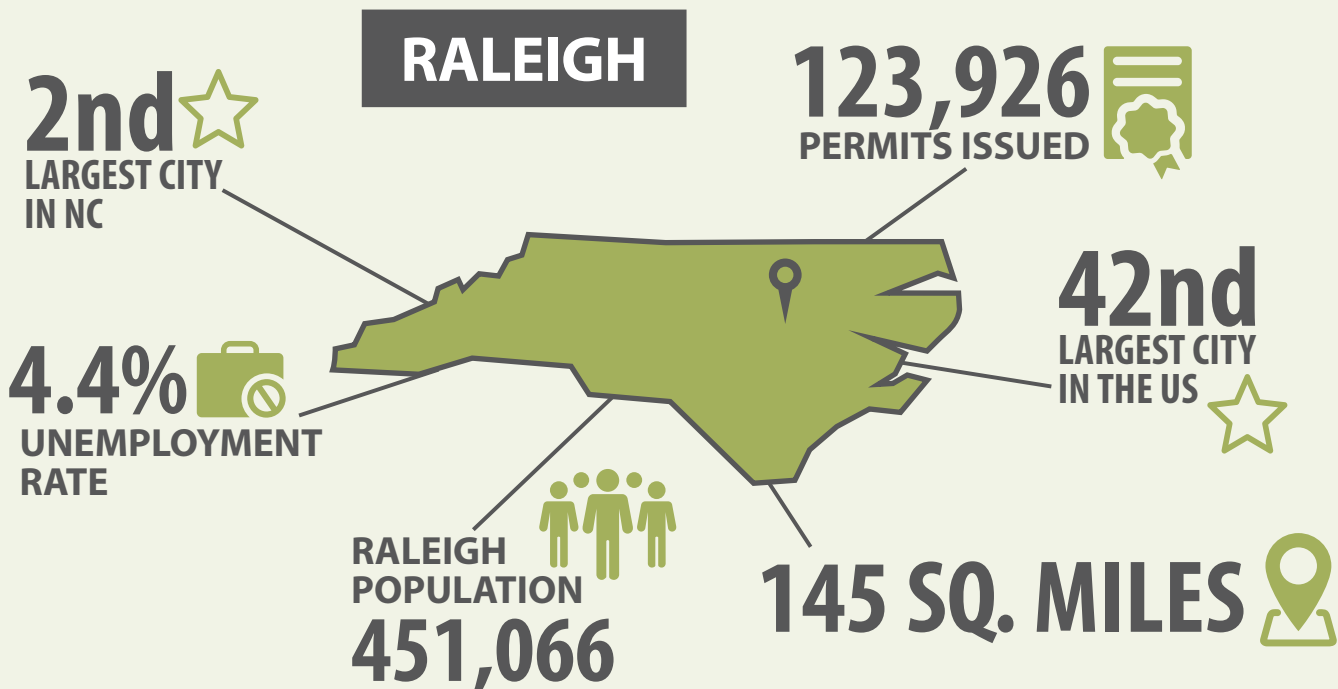 RALEIGH
2nd
LARGEST CITY
IN NC
123,926
PERMITS ISSUED
42nd
LARGEST CITY
IN THE US
4.4%
UNEMPLOYMENT
RATE
RALEIGH
POPULATION
451,066
145 SQ. MILES